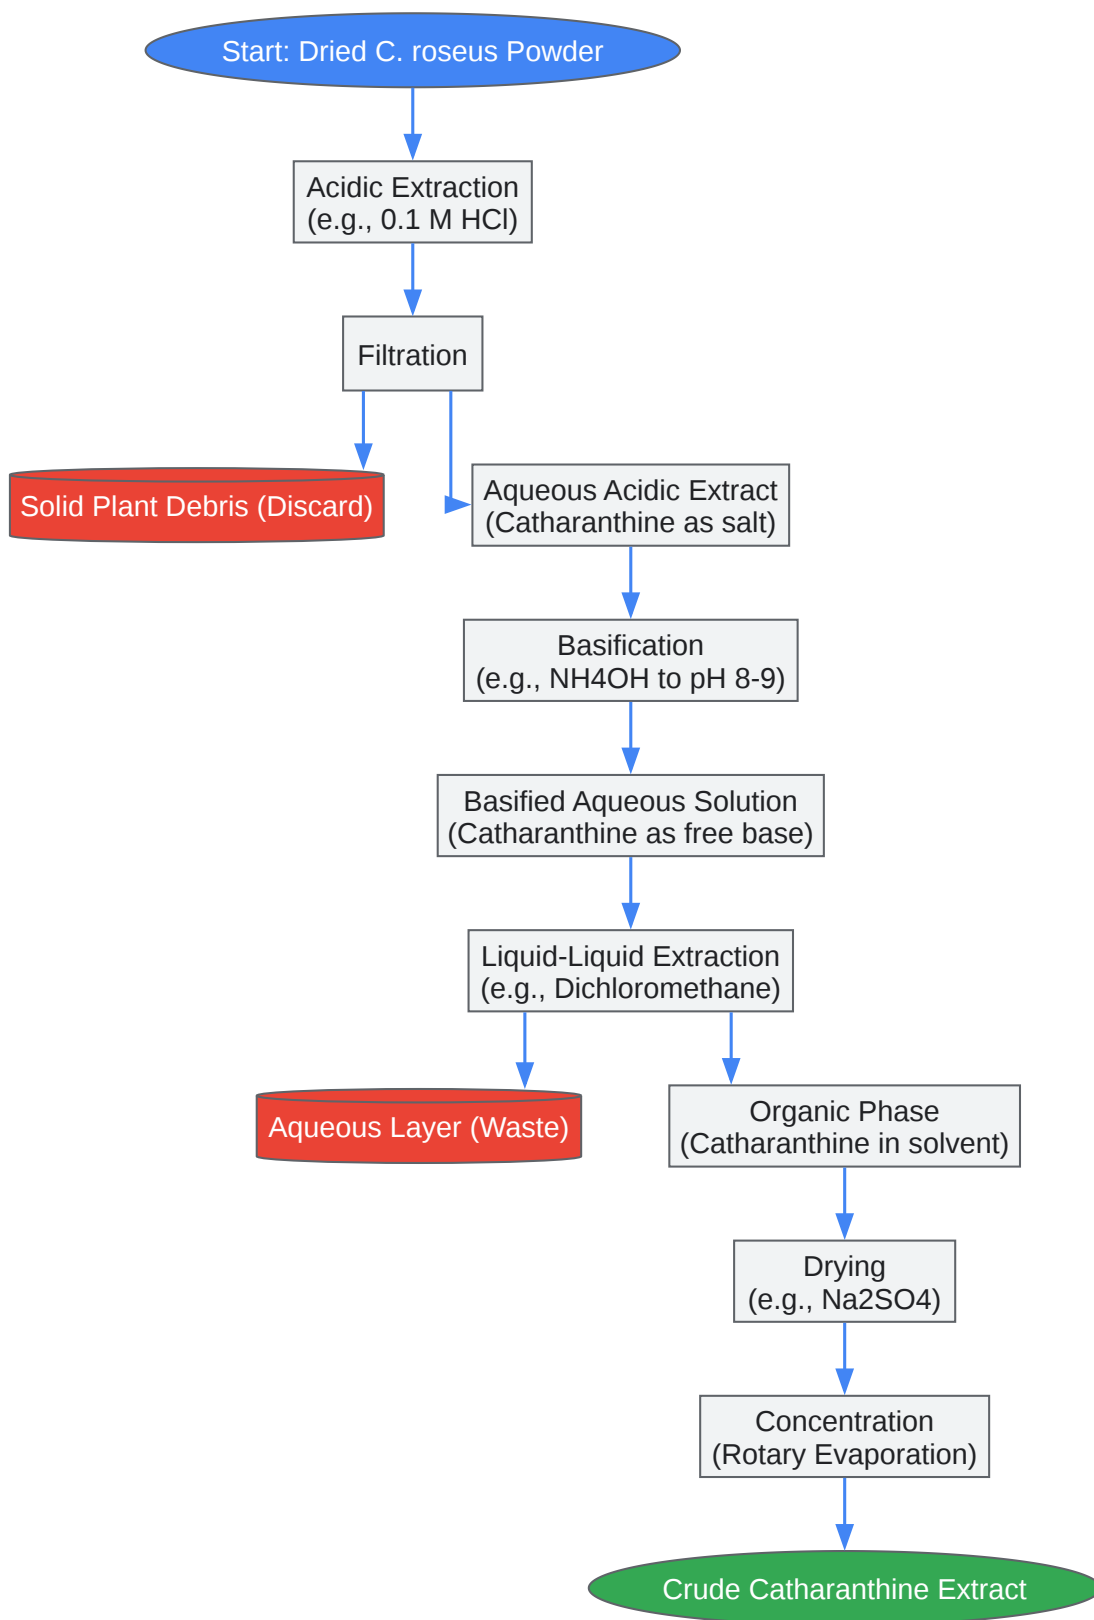 Start: Dried C. roseus Powder
Acidic Extraction
(e.g., 0.1 M HCl)
Filtration
Solid Plant Debris (Discard)
Aqueous Acidic Extract
(Catharanthine as salt)
Basification
(e.g., NH4OH to pH 8-9)
Basified Aqueous Solution
(Catharanthine as free base)
Liquid-Liquid Extraction
(e.g., Dichloromethane)
Aqueous Layer (Waste)
Organic Phase
(Catharanthine in solvent)
Drying
(e.g., Na2SO4)
Concentration
(Rotary Evaporation)
Crude Catharanthine Extract